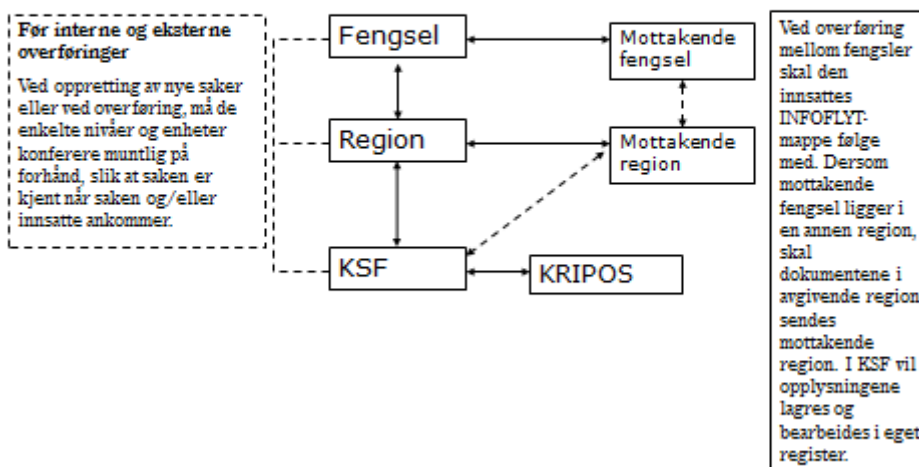 Før interne og eksterne
overføringer
Ved oppretting av nye saker
eller ved overføring, må de
enkelte nivåer og enheter
konferere muntlig på
forhånd, slik at saken er
kjent når saken og/eller
innsatte ankommer.
Fengsel
Mottakende
fengsel
Region
Mottakende
region
KSF
KRIPOS
Ved overføring
mellom fengsler
skal den
innsattes
INFOFLYT-
mappe følge
med. Dersom
mottakende
fengsel ligger i
en annen region,
skal
dokumentene i
avgivende region
sendes
mottakende
region. I KSF vil
opplysningene
lagres og
bearbeides i eget
register.